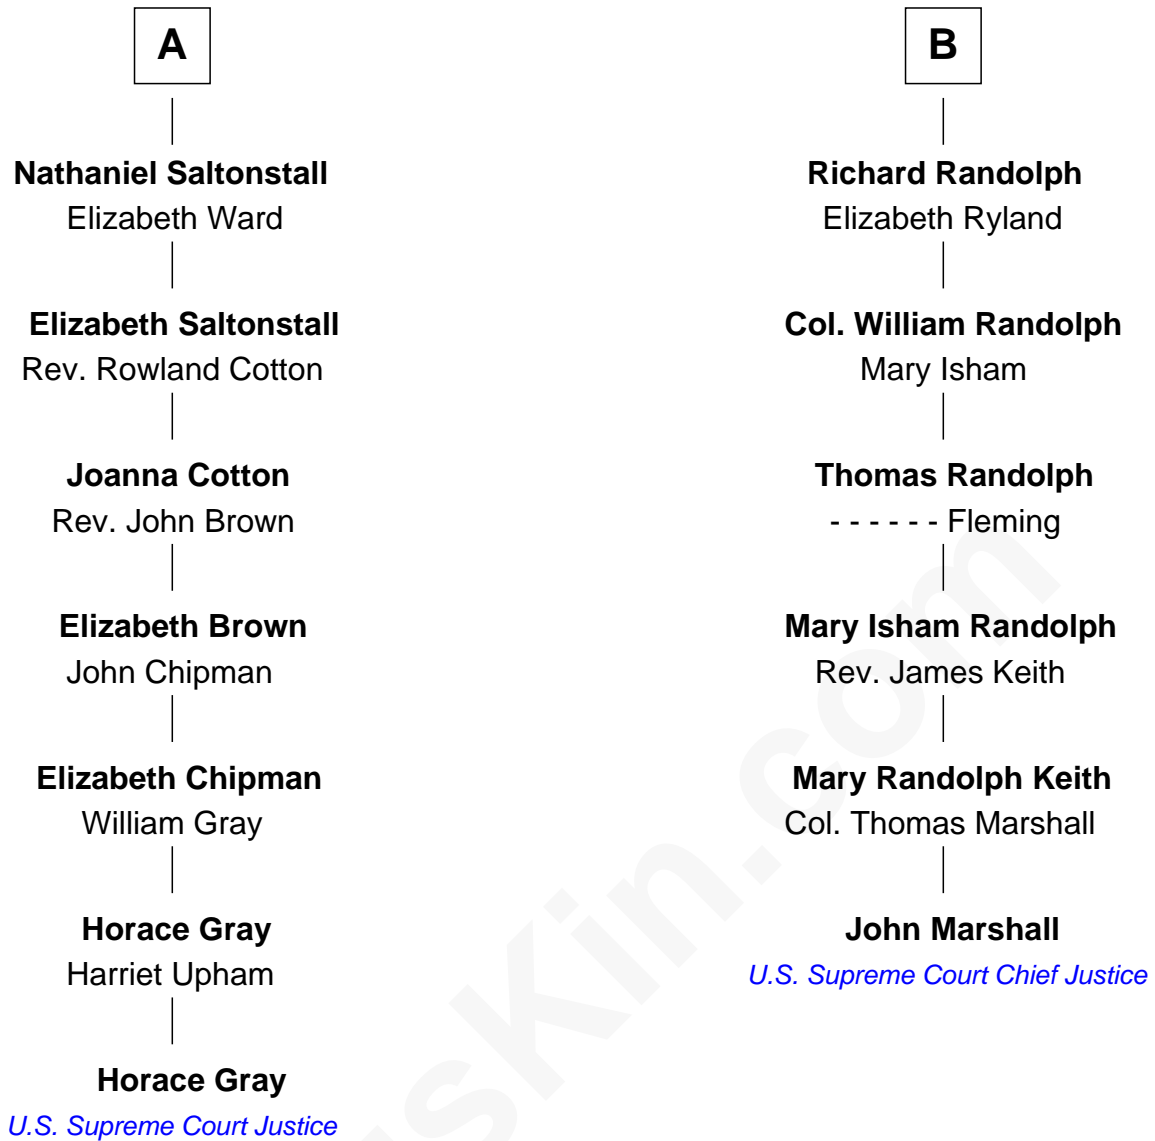 A
Nathaniel Saltonstall
Elizabeth Ward
Elizabeth Saltonstall
Rev. Rowland Cotton
Joanna Cotton
Rev. John Brown
Elizabeth Brown
John Chipman
Elizabeth Chipman
William Gray
Horace Gray
Harriet Upham
Horace Gray
U.S. Supreme Court Justice
B
Richard Randolph
Elizabeth Ryland
Col. William Randolph
Mary Isham
Thomas Randolph
- - - - - - Fleming
Mary Isham Randolph
Rev. James Keith
Mary Randolph Keith
Col. Thomas Marshall
John Marshall
U.S. Supreme Court Chief Justice
sKin.com